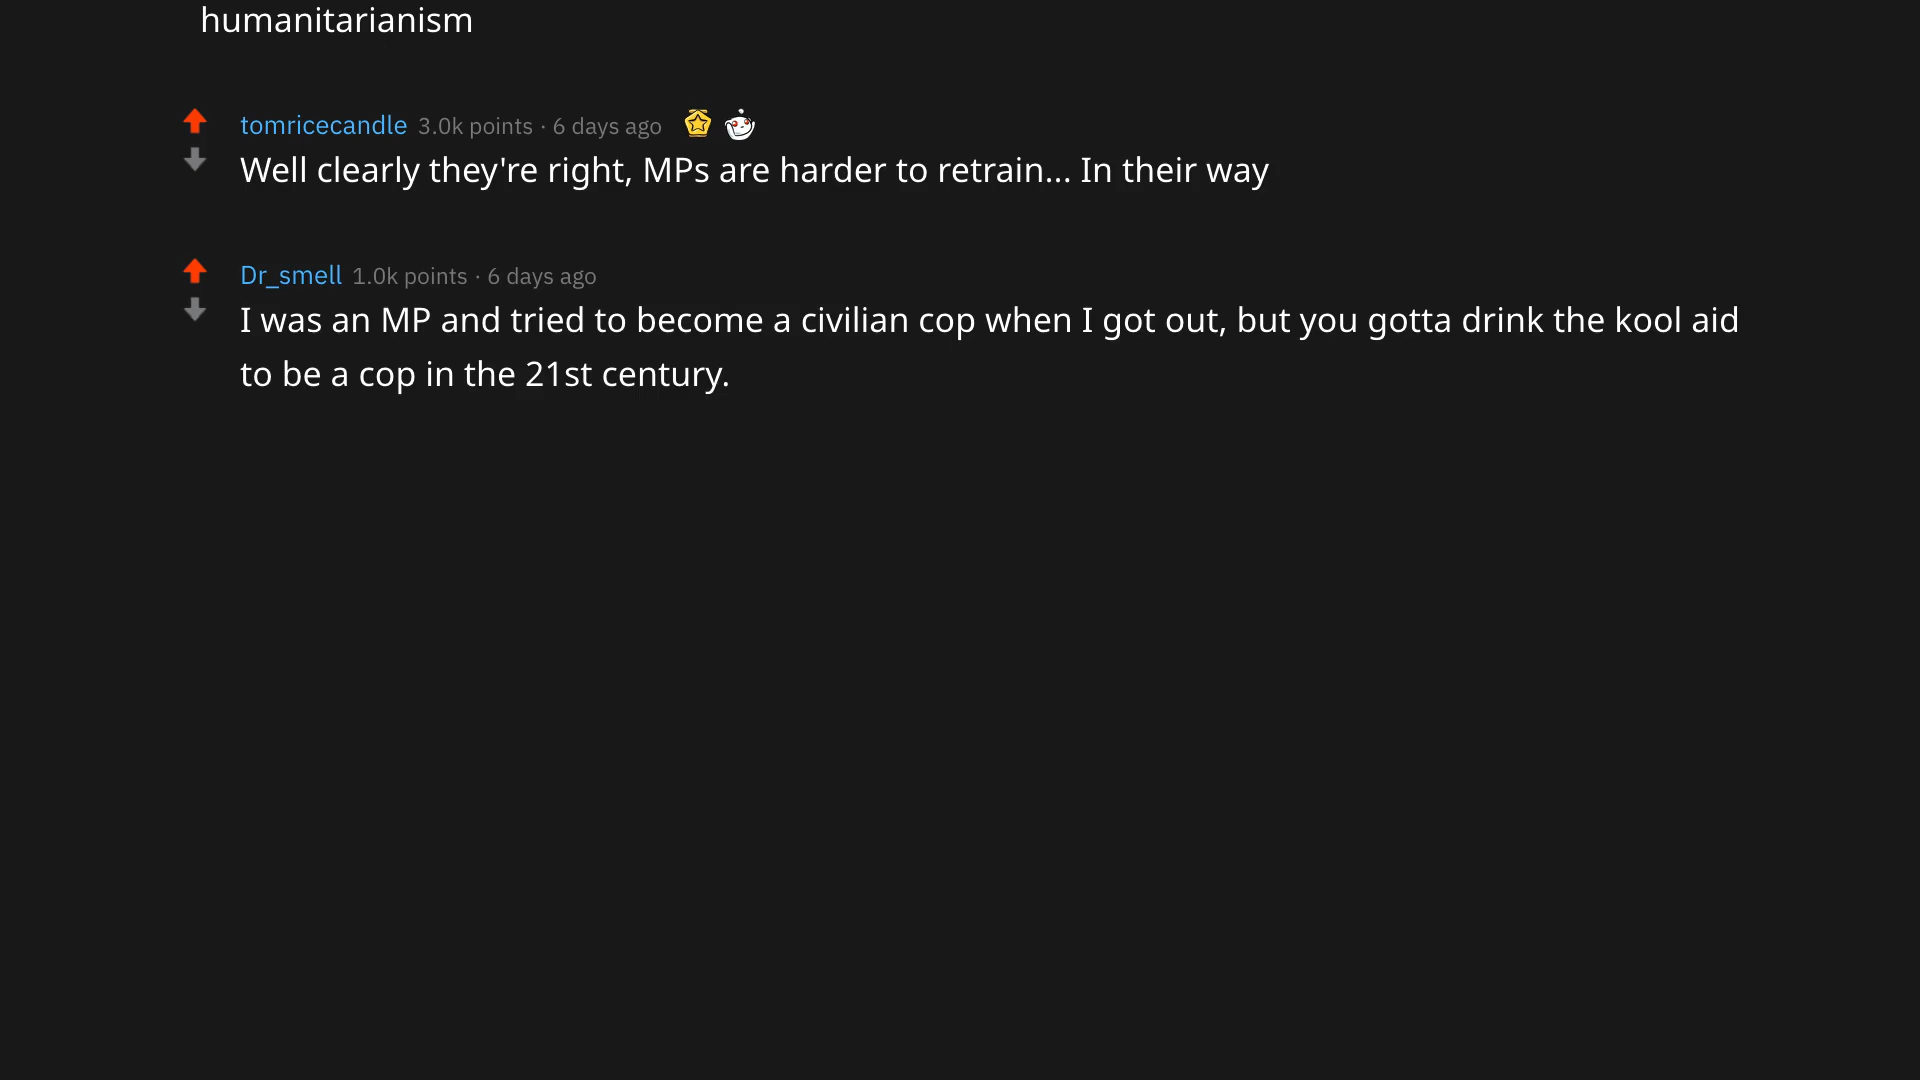 humanitarianism
tomricecandle 3.0k points · 6 days ago
Well clearly they're right, MPs are harder to retrain... In their way
Dr_smell 1.0k points · 6 days ago
I was an MP and tried to become a civilian cop when I got out, but you gotta drink the kool aid
to be a cop in the 21st century.